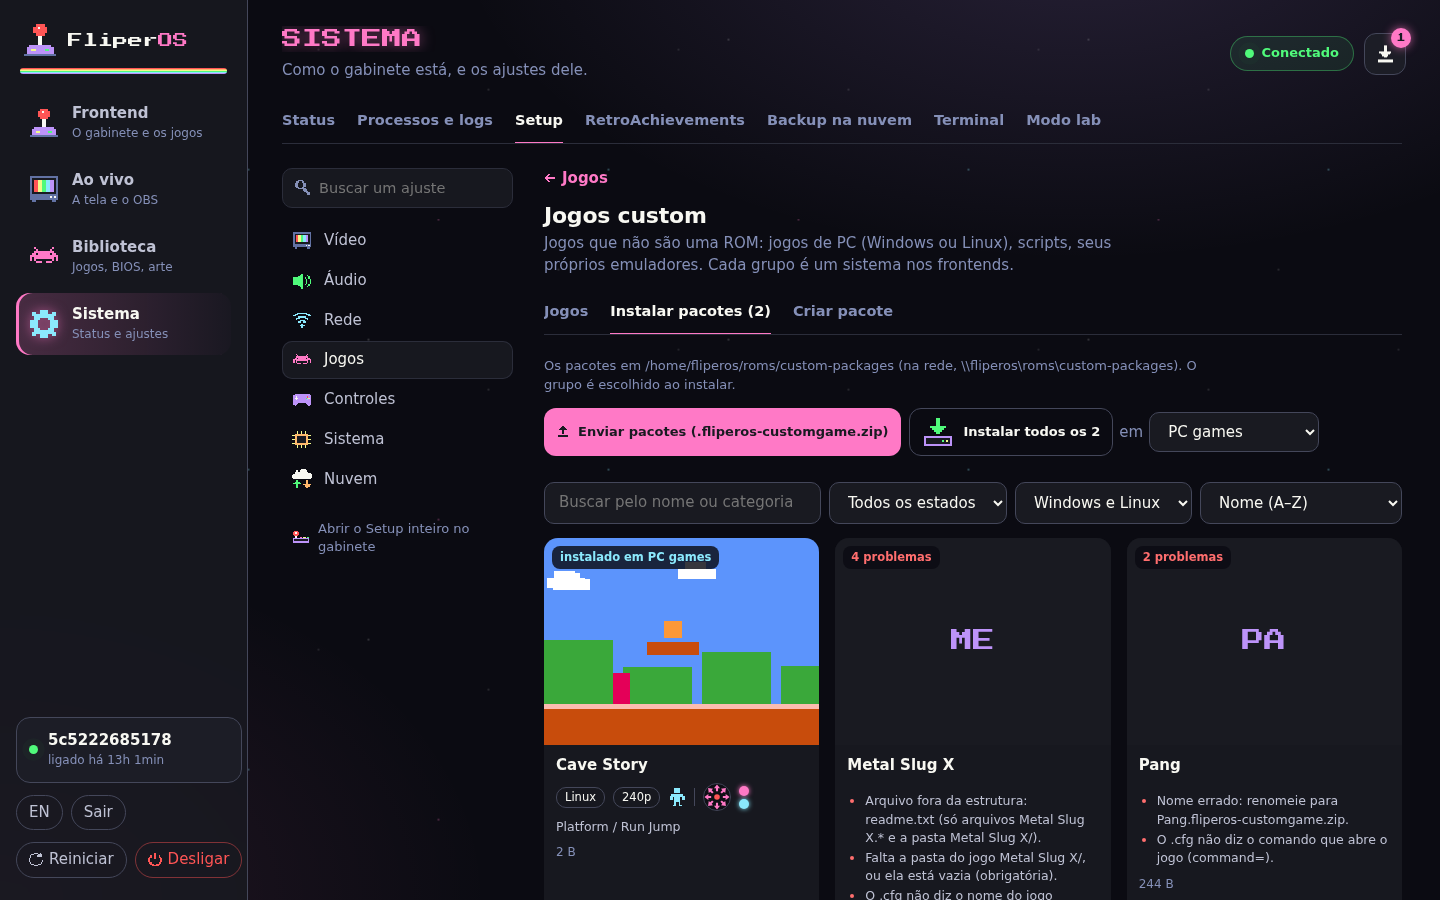 FliperOS
Frontend
O gabinete e os jogos
Ao vivo
A tela e o OBS
Biblioteca
Jogos, BIOS, arte
Sistema
Status e ajustes
5c5222685178
ligado há 13h 1min
EN
Sair
Reiniciar
Desligar
SISTEMA
Como o gabinete está, e os ajustes dele.
Conectado
1
Status
Processos e logs
Setup
RetroAchievements
Backup na nuvem
Terminal
Modo lab
Buscar um ajuste
Vídeo
Áudio
Rede
Jogos
Controles
Sistema
Nuvem
Abrir o Setup inteiro no
gabinete
← Jogos
Jogos custom
Jogos que não são uma ROM: jogos de PC (Windows ou Linux), scripts, seus
próprios emuladores. Cada grupo é um sistema nos frontends.
Jogos
Instalar pacotes (2)
Criar pacote
Os pacotes em /home/fliperos/roms/custom-packages (na rede, \\fliperos\roms\custom-packages). O
grupo é escolhido ao instalar.
Enviar pacotes (.fliperos-customgame.zip)
Instalar todos os 2
em
PC games
Buscar pelo nome ou categoria
Todos os estados
Windows e Linux
Nome (A–Z)
instalado em PC games
Cave Story
Linux
240p
Platform / Run Jump
2 B
4 problemas
ME
Metal Slug X
• Arquivo fora da estrutura:
readme.txt (só arquivos Metal Slug
X.* e a pasta Metal Slug X/).
• Falta a pasta do jogo Metal Slug X/,
ou ela está vazia (obrigatória).
• O .cfg não diz o nome do jogo
2 problemas
PA
Pang
• Nome errado: renomeie para
Pang.fliperos-customgame.zip.
• O .cfg não diz o comando que abre o
jogo (command=).
244 B